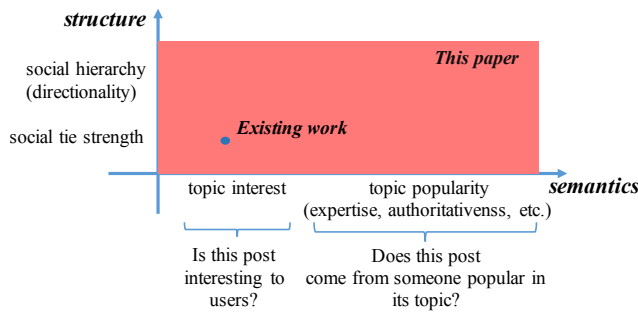 structure
This paper
social hierarchy
(directionality)
Existing work
social tie strength
semantics
topic interest
topic popularity
(expertise, authoritativenss, etc.)
Is this post
interesting to
users?
Does this post
come from someone popular in
its topic?